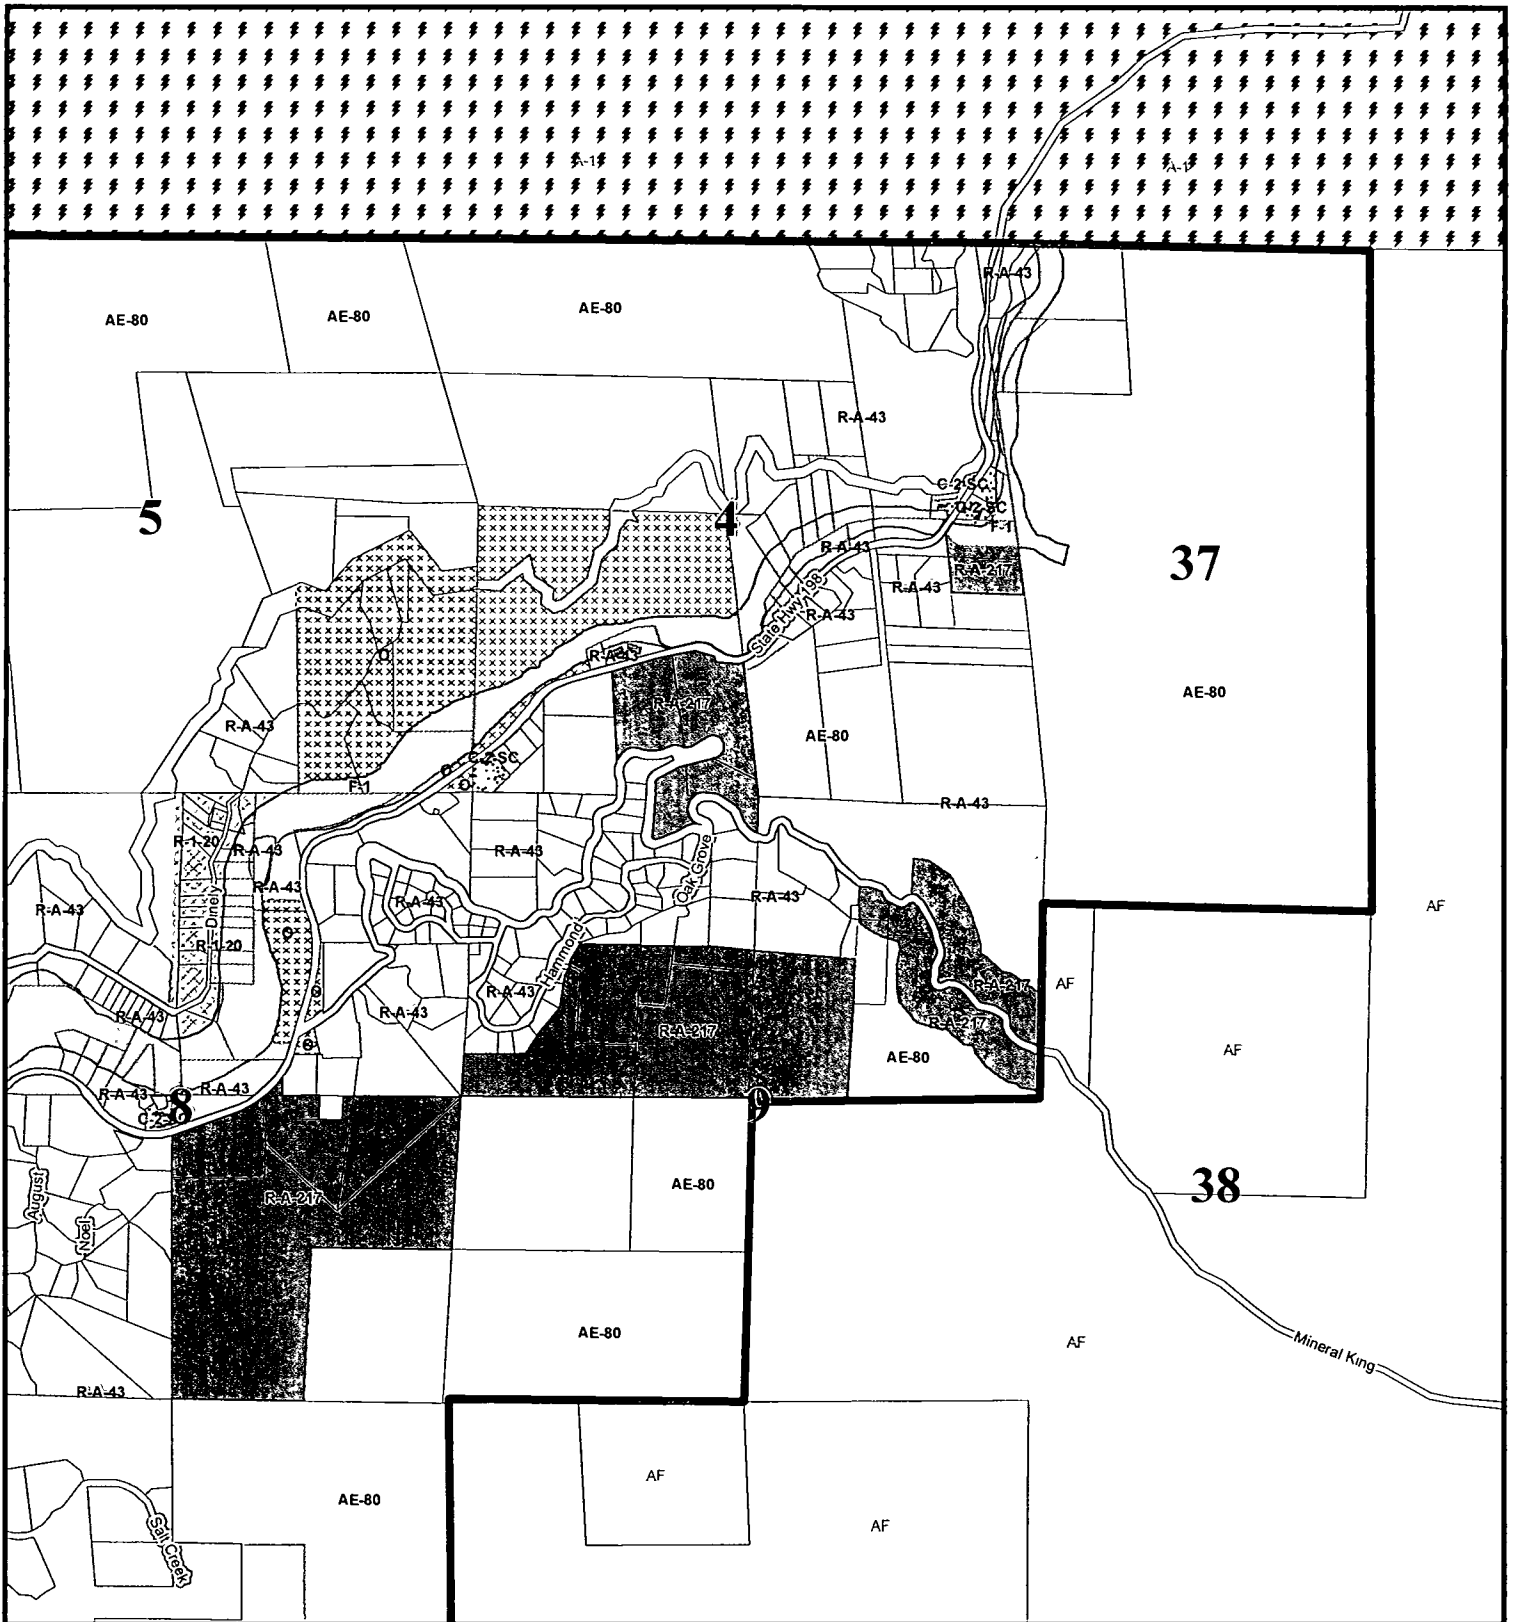 A-1
A-1
R-A-43
AE-80
AE-80
AE-80
R-A-43
C-2-SC
C-2-SC
F-1
5
4
R-A-43
37
R-A-217
R-A-43
State Hwy 198
R-A-43
O
R-A-43
R-A-217
AE-80
R-A-43
AE-80
O
C-2-SC
O
F-1
R-A-43
R-1-20
R-A-43
R-A-43
Oak Grove
R-A-43
R-A-43
R-A-43
R-A-43
Dinely
AF
O
R-1-20
Hammond
R-A-43
O
R-A-217
AF
R-A-43
R-A-43
R-A-217
R-A-217
O
AE-80
AF
R-A-43
R-A-43
8
9
August
AE-80
38
R-A-217
Noel
AE-80
AF
Mineral King
R-A-43
AF
AE-80
AF
Salt Creek